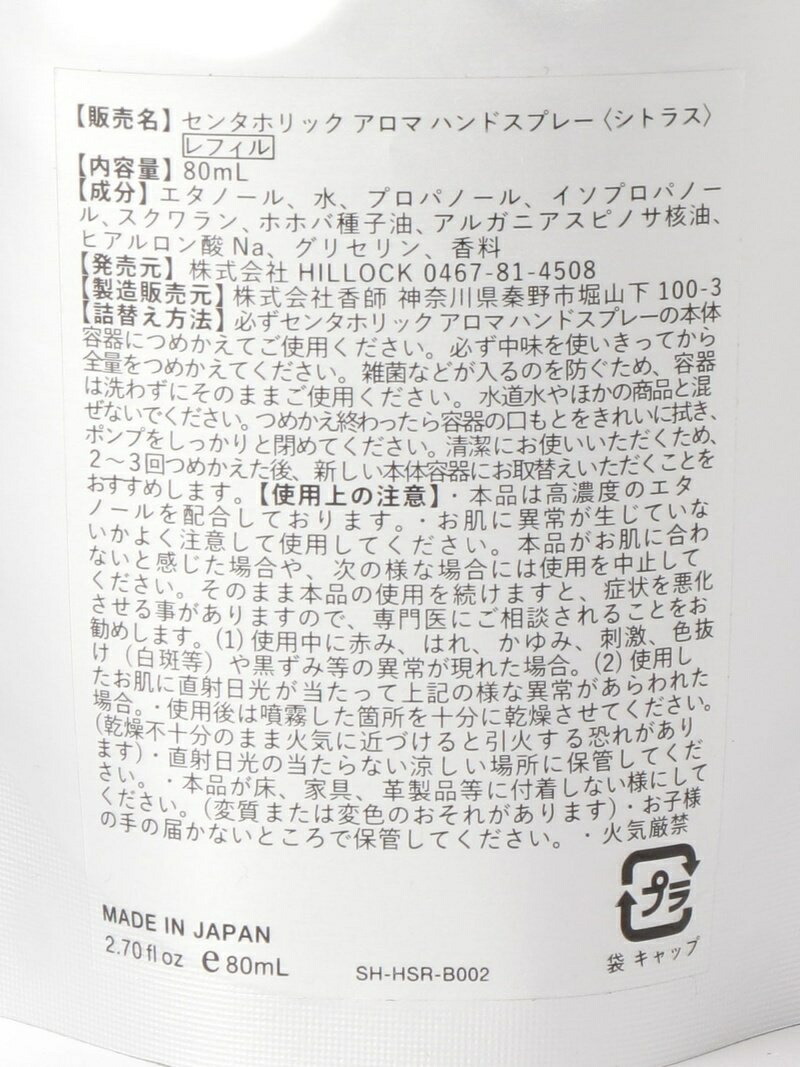 【販売名】センタホリック アロマ ハンドスプレー〈シトラス〉
レフィル
【内容量】80mL
【成分】エタノール、水、プロパノール、イソプロパノー
ル、スクワラン、ホホバ種子油、アルガニアスピノサ核油、
ヒアルロン酸Na、グリセリン、香料
【発売元】株式会社 HILLOCK 0467-81-4508
【製造販売元】株式会社香師 神奈川県秦野市堀山下100-3
【詰替え方法】必ずセンタホリック アロマ ハンドスプレーの本体
容器につめかえてご使用ください。必ず中味を使いきってから
全量をつめかえてください。雑菌などが入るのを防ぐため、容器
は洗わずにそのままご使用ください。水道水やほかの商品と混
ぜないでください。つめかえ終わったら容器の口もとをきれいに拭き、
ポンプをしっかりと閉めてください。清潔にお使いいただくため、
2〜3回つめかえた後、新しい本体容器にお取替えいただくことを
おすすめします。【使用上の注意】・本品は高濃度のエタ
ノールを配合しております。・お肌に異常が生じていな
いかよく注意して使用してください。本品がお肌に合わ
ないと感じた場合や、次の様な場合には使用を中止して
ください。そのまま本品の使用を続けますと、症状を悪化
させる事がありますので、専門医にご相談されることをお
勧めします。(1)使用中に赤み、はれ、かゆみ、刺激、色抜
け（白斑等）や黒ずみ等の異常が現れた場合。(2)使用し
たお肌に直射日光が当たって上記の様な異常があらわれた
場合。・使用後は噴霧した箇所を十分に乾燥させてください。
(乾燥不十分のまま火気に近づけると引火する恐れがあり
ます)・直射日光の当たらない涼しい場所に保管してくだ
さい。・本品が床、家具、革製品等に付着しない様にして
ください。(変質または変色のおそれがあります)・お子様
の手の届かないところで保管してください。・火気厳禁
プラ
袋 キャップ
MADE IN JAPAN
2.70 fl oz ℮80mL
SH-HSR-B002